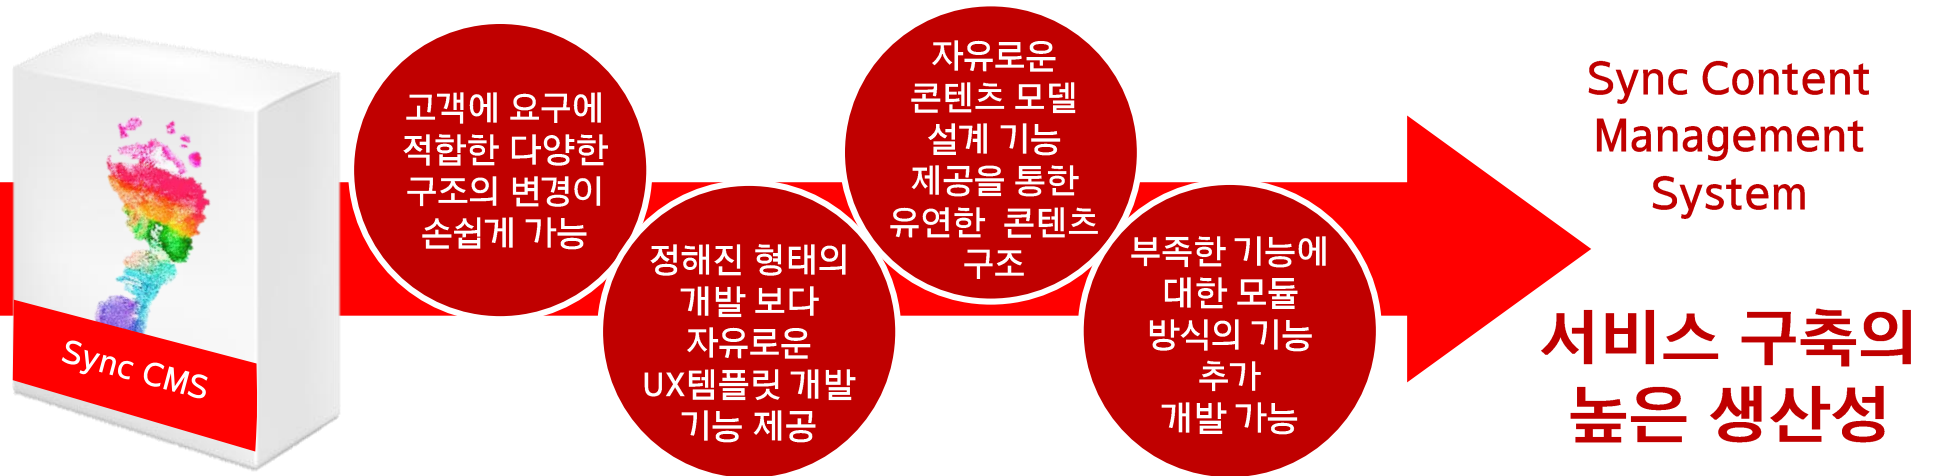 Sync CMS
고객에 요구에
적합한 다양한
구조의 변경이
손쉽게 가능
정해진 형태의
개발 보다
자유로운
UX템플릿 개발
기능 제공
자유로운
콘텐츠 모델
설계 기능
제공을 통한
유연한 콘텐츠
구조
부족한 기능에
대한 모듈
방식의 기능
추가
개발 가능
Sync Content
Management
System
서비스 구축의
높은 생산성